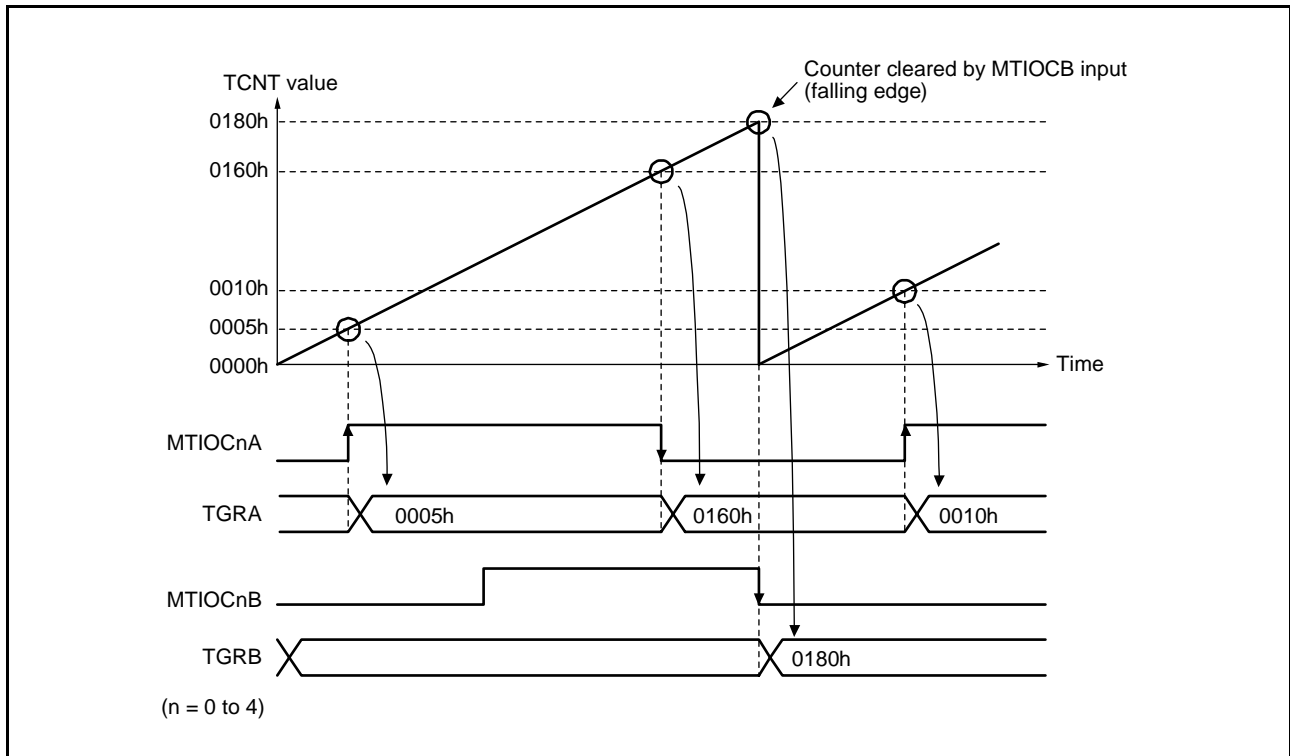 Counter cleared by MTIOCB input
(falling edge)
TCNT value
0180h
0160h
0010h
0005h
0000h
Time
MTIOCnA
TGRA
0005h
0160h
0010h
MTIOCnB
TGRB
0180h
(n = 0 to 4)